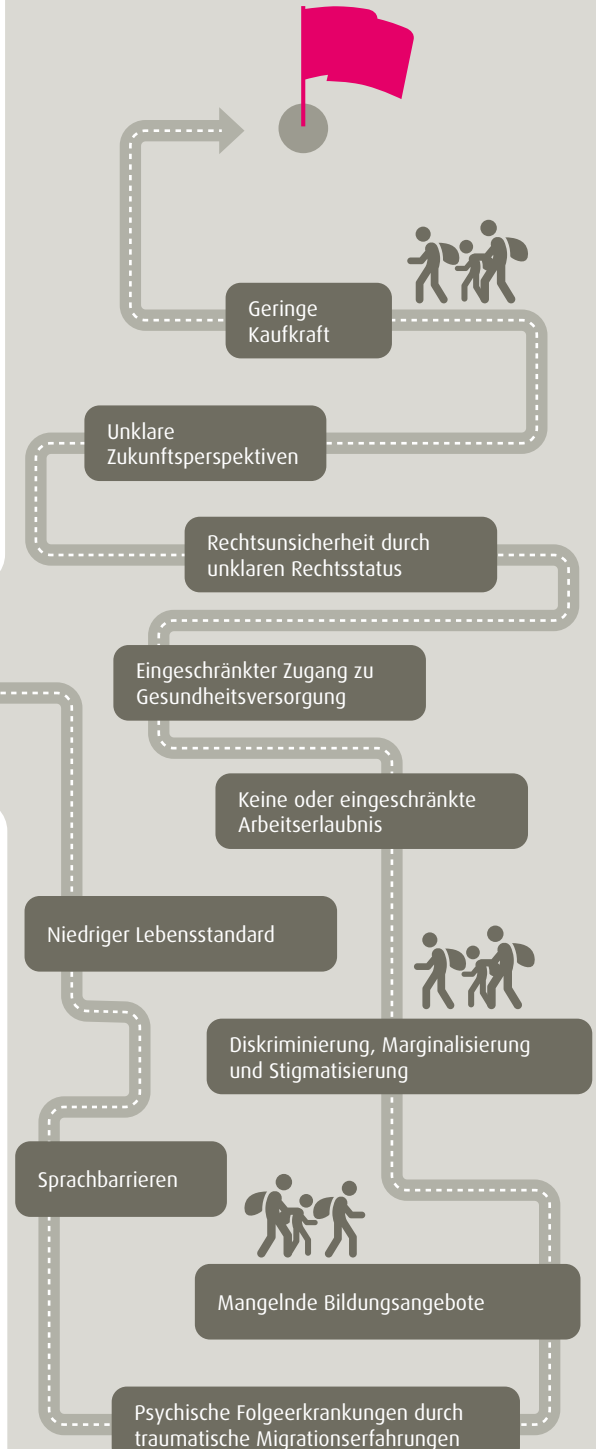 Geringe
Kaufkraft
Unklare
Zukunftsperspektiven
Rechtsunsicherheit durch
unklaren Rechtsstatus
Eingeschränkter Zugang zu
Gesundheitsversorgung
Keine oder eingeschränkte
Arbeitserlaubnis
Niedriger Lebensstandard
Diskriminierung, Marginalisierung
und Stigmatisierung
Sprachbarrieren
Mangelnde Bildungsangebote
Psychische Folgeerkrankungen durch
traumatische Migrationserfahrungen